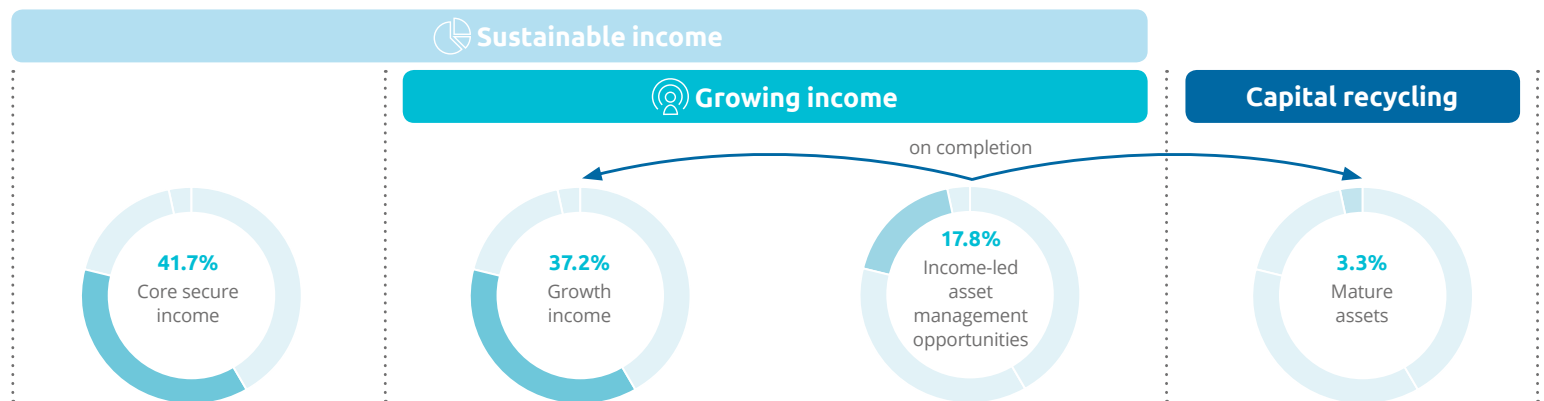 Sustainable income
Growing income
Capital recycling
on completion
41.7%
Core secure
income
37.2%
Growth
income
17.8%
Income-led
asset
management
opportunities
3.3%
Mature
assets